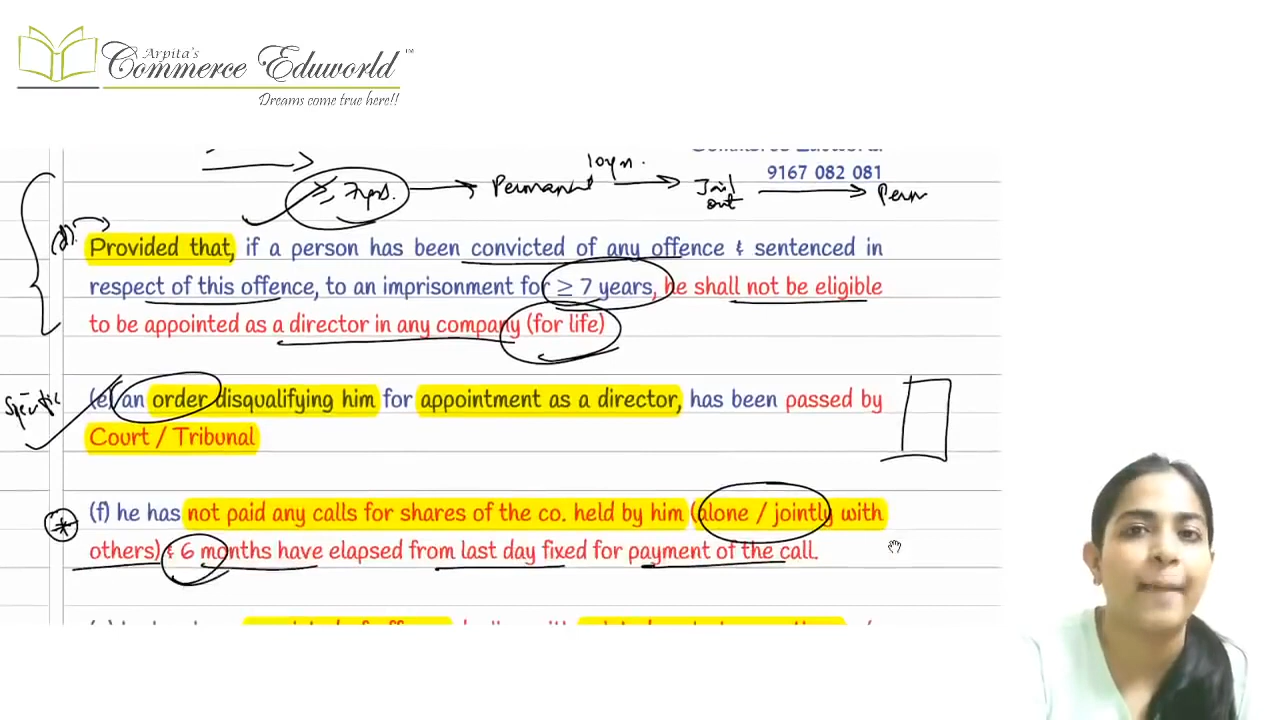 Arpita's
Commerce Eduworld™
Dreams come true here!!
Commerce Eduworld
9167 082 081
≥ 7yrs. Permanent 10yr. Jail out Perm
(d).
Provided that, if a person has been convicted of any offence & sentenced in
respect of this offence, to an imprisonment for ≥ 7 years, he shall not be eligible
to be appointed as a director in any company (for life)
Specific
(e) an order disqualifying him for appointment as a director, has been passed by
Court / Tribunal
(f) he has not paid any calls for shares of the co. held by him (alone / jointly with
others) & 6 months have elapsed from last day fixed for payment of the call.